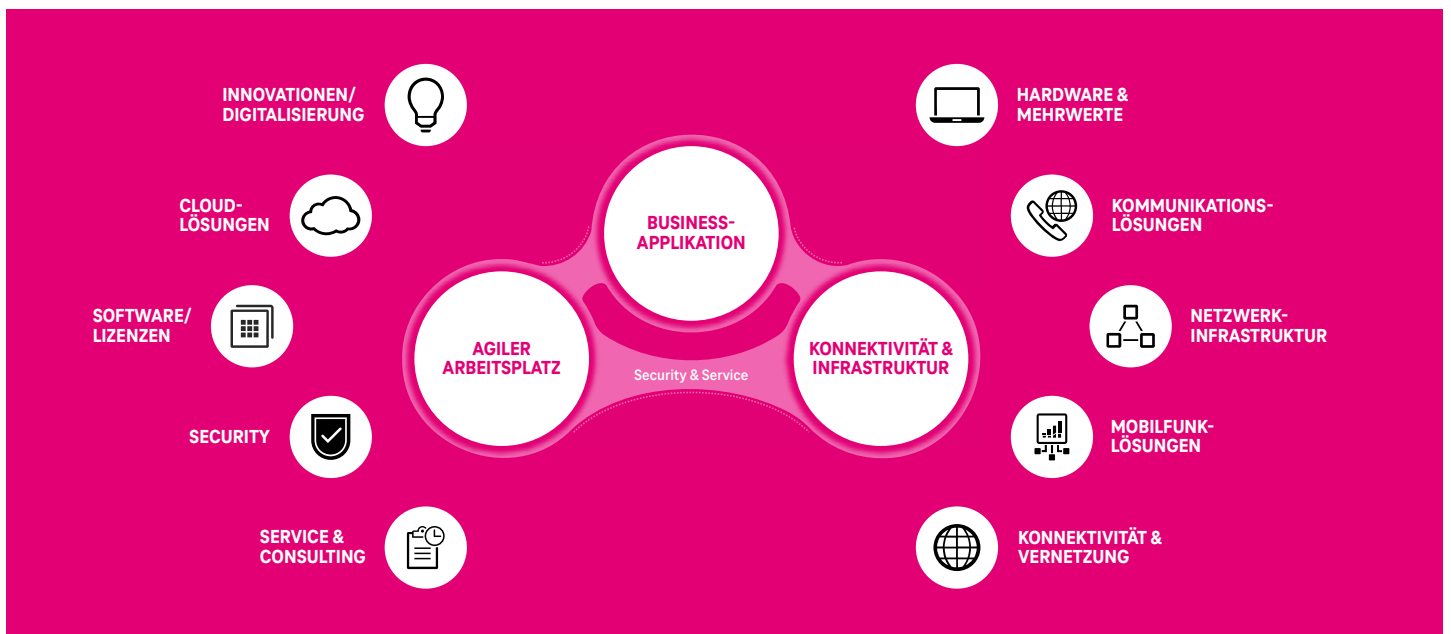 INNOVATIONEN/
DIGITALISIERUNG
CLOUD-
LÖSUNGEN
SOFTWARE/
LIZENZEN
SECURITY
SERVICE &
CONSULTING
BUSINESS-
APPLIKATION
AGILER
ARBEITSPLATZ
Security & Service
KONNEKTIVITÄT &
INFRASTRUKTUR
HARDWARE &
MEHRWERTE
KOMMUNIKATIONS-
LÖSUNGEN
NETZWERK-
INFRASTRUKTUR
MOBILFUNK-
LÖSUNGEN
KONNEKTIVITÄT &
VERNETZUNG